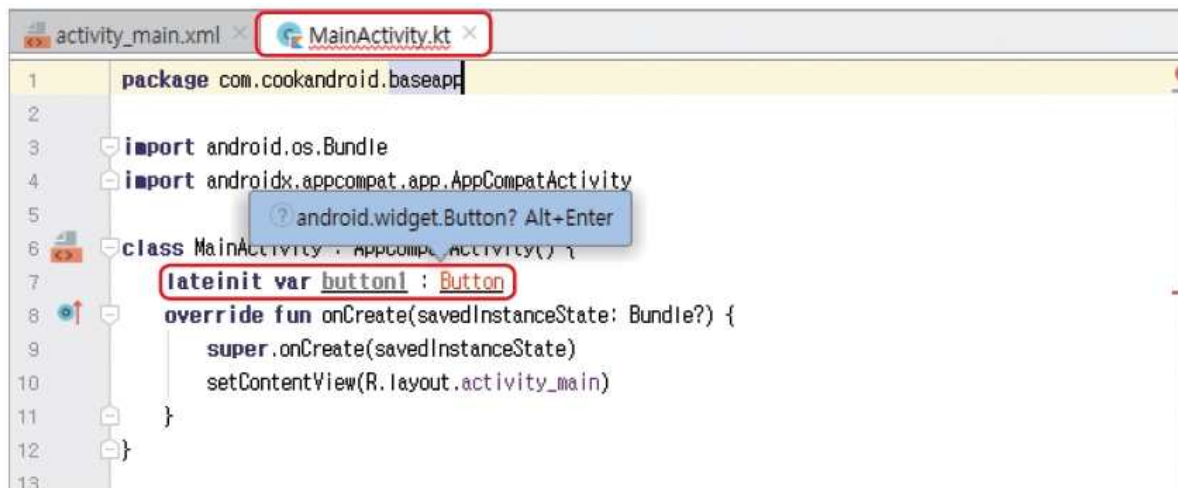 activity_main.xml × MainActivity.kt ×
1 package com.cookandroid.baseapp
2
3 import android.os.Bundle
4 import androidx.appcompat.app.AppCompatActivity
5 ? android.widget.Button? Alt+Enter
6 class MainActivity : AppCompatActivity() {
7 lateinit var button1 : Button
8 override fun onCreate(savedInstanceState: Bundle?) {
9 super.onCreate(savedInstanceState)
10 setContentView(R.layout.activity_main)
11 }
12 }
13